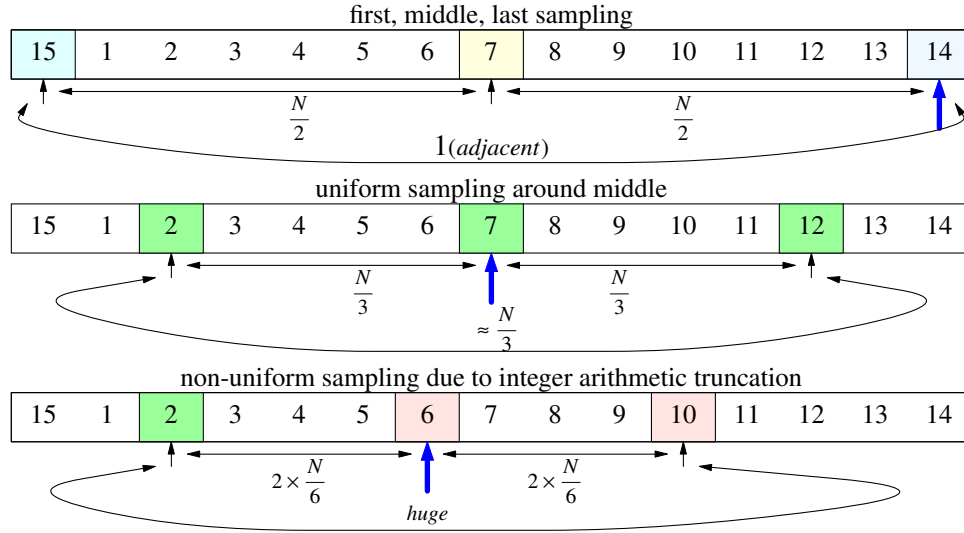 first, middle, last sampling
15 1 2 3 4 5 6 7 8 9 10 11 12 13 14
N/2 N/2
1(adjacent)
uniform sampling around middle
15 1 2 3 4 5 6 7 8 9 10 11 12 13 14
N/3 N/3
≈ N/3
non-uniform sampling due to integer arithmetic truncation
15 1 2 3 4 5 6 7 8 9 10 11 12 13 14
2 × N/6 2 × N/6
huge